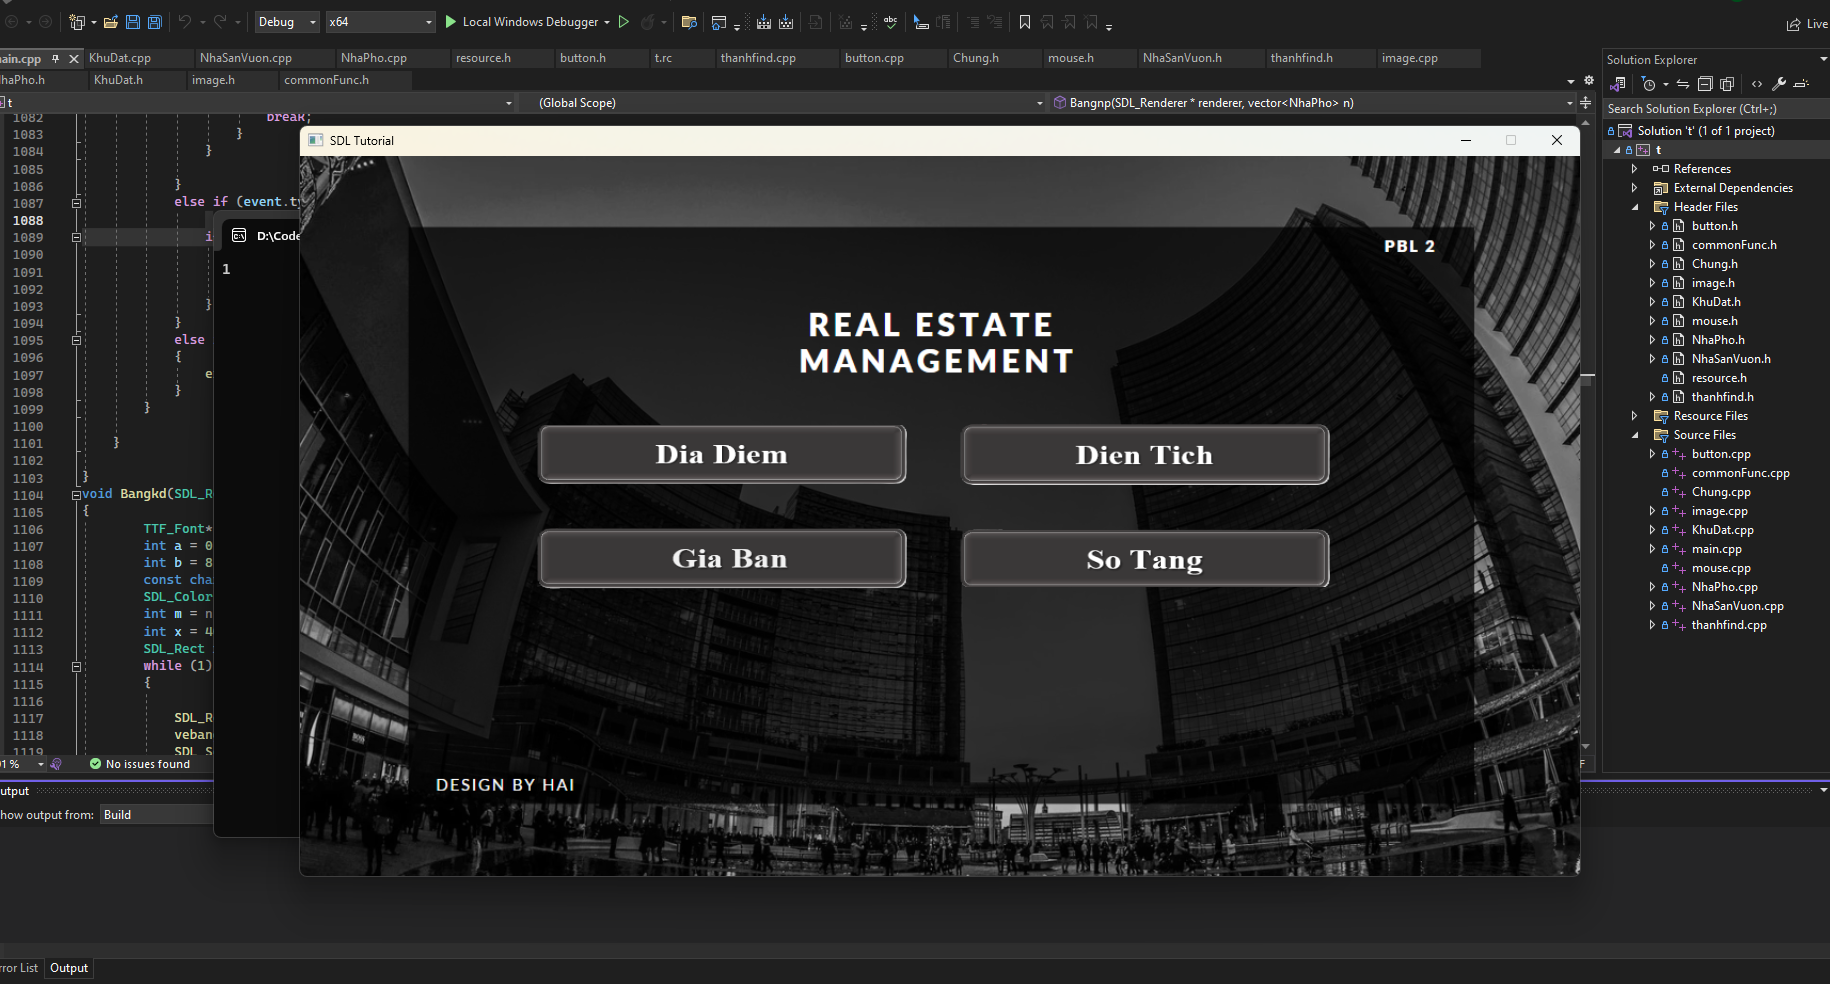 Debug
x64
Local Windows Debugger
Live
main.cpp
KhuDat.cpp
NhaSanVuon.cpp
NhaPho.cpp
resource.h
button.h
t.rc
thanhfind.cpp
button.cpp
Chung.h
mouse.h
NhaSanVuon.h
thanhfind.h
image.cpp
haPho.h
KhuDat.h
image.h
commonFunc.h
t
(Global Scope)
Bangnp(SDL_Renderer * renderer, vector<NhaPho> n)
1082 break;
1083 }
1084 }
1085
1086 }
1087 else if (event.ty
1088
1089 i
1090
1091
1092
1093 }
1094 }
1095 else
1096 {
1097 e
1098 }
1099 }
1100
1101 }
1102
1103 }
1104 void Bangkd(SDL_R
1105 {
1106 TTF_Font*
1107 int a = 0
1108 int b = 8
1109 const cha
1110 SDL_Color
1111 int m = n
1112 int x = 4
1113 SDL_Rect
1114 while (1)
1115 {
1116
1117 SDL_R
1118 veban
1119 SDL_S
D:\Code
1
SDL Tutorial
PBL 2
REAL ESTATE
MANAGEMENT
Dia Diem
Dien Tich
Gia Ban
So Tang
DESIGN BY HAI
01 %
No issues found
F
utput
how output from:
Build
rror List
Output
Solution Explorer
Search Solution Explorer (Ctrl+;)
Solution 't' (1 of 1 project)
t
References
External Dependencies
Header Files
button.h
commonFunc.h
Chung.h
image.h
KhuDat.h
mouse.h
NhaPho.h
NhaSanVuon.h
resource.h
thanhfind.h
Resource Files
Source Files
button.cpp
commonFunc.cpp
Chung.cpp
image.cpp
KhuDat.cpp
main.cpp
mouse.cpp
NhaPho.cpp
NhaSanVuon.cpp
thanhfind.cpp